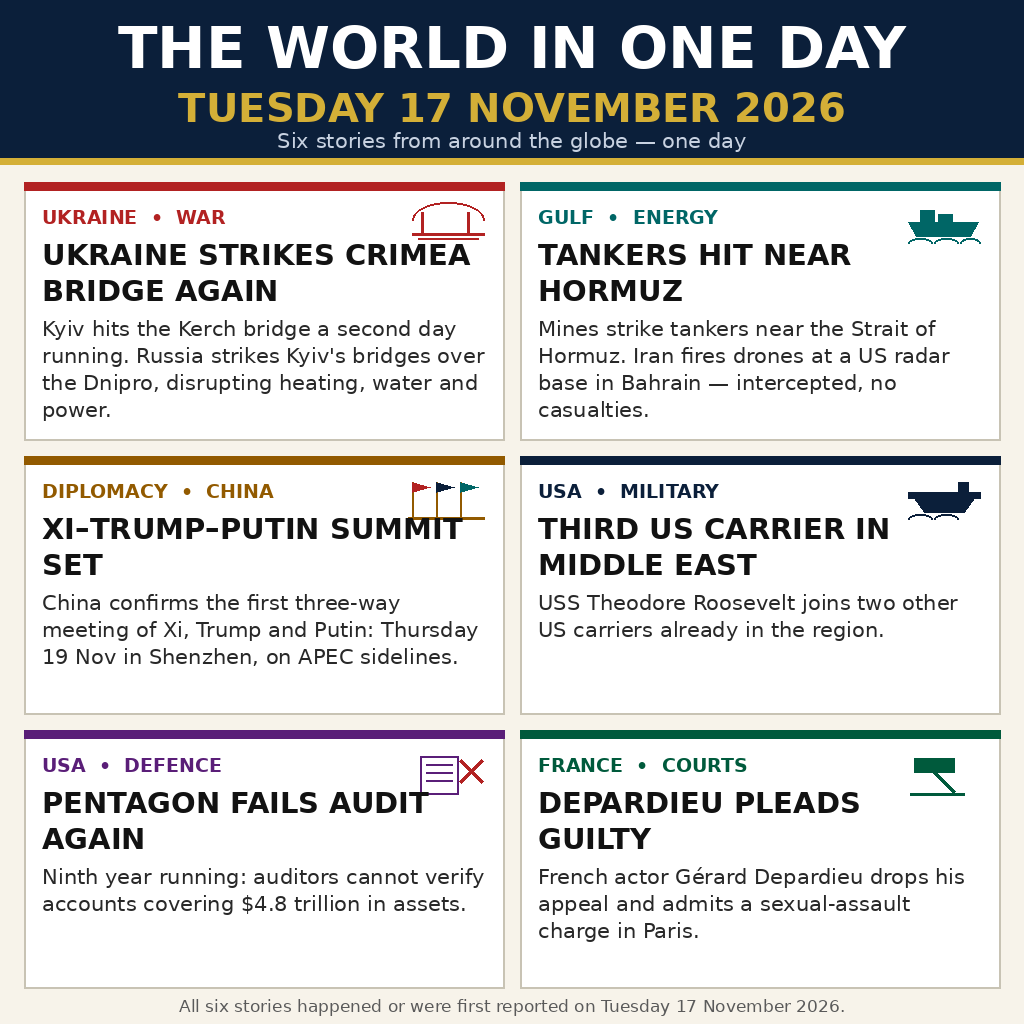 THE WORLD IN ONE DAY
TUESDAY 17 NOVEMBER 2026
Six stories from around the globe — one day
UKRAINE • WAR
UKRAINE STRIKES CRIMEA
BRIDGE AGAIN
Kyiv hits the Kerch bridge a second day
running. Russia strikes Kyiv's bridges over
the Dnipro, disrupting heating, water and
power.
GULF • ENERGY
TANKERS HIT NEAR
HORMUZ
Mines strike tankers near the Strait of
Hormuz. Iran fires drones at a US radar
base in Bahrain — intercepted, no
casualties.
DIPLOMACY • CHINA
XI–TRUMP–PUTIN SUMMIT
SET
China confirms the first three-way
meeting of Xi, Trump and Putin: Thursday
19 Nov in Shenzhen, on APEC sidelines.
USA • MILITARY
THIRD US CARRIER IN
MIDDLE EAST
USS Theodore Roosevelt joins two other
US carriers already in the region.
USA • DEFENCE
PENTAGON FAILS AUDIT
AGAIN
Ninth year running: auditors cannot verify
accounts covering $4.8 trillion in assets.
FRANCE • COURTS
DEPARDIEU PLEADS
GUILTY
French actor Gérard Depardieu drops his
appeal and admits a sexual-assault
charge in Paris.
All six stories happened or were first reported on Tuesday 17 November 2026.